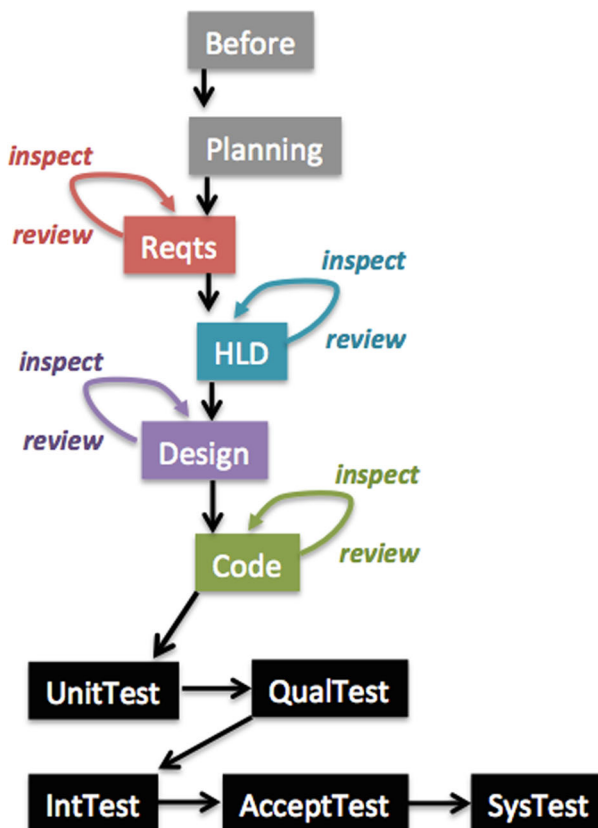 Before
Planning
inspect
review
Reqts
inspect
review
HLD
inspect
review
Design
inspect
review
Code
UnitTest
QualTest
IntTest
AcceptTest
SysTest